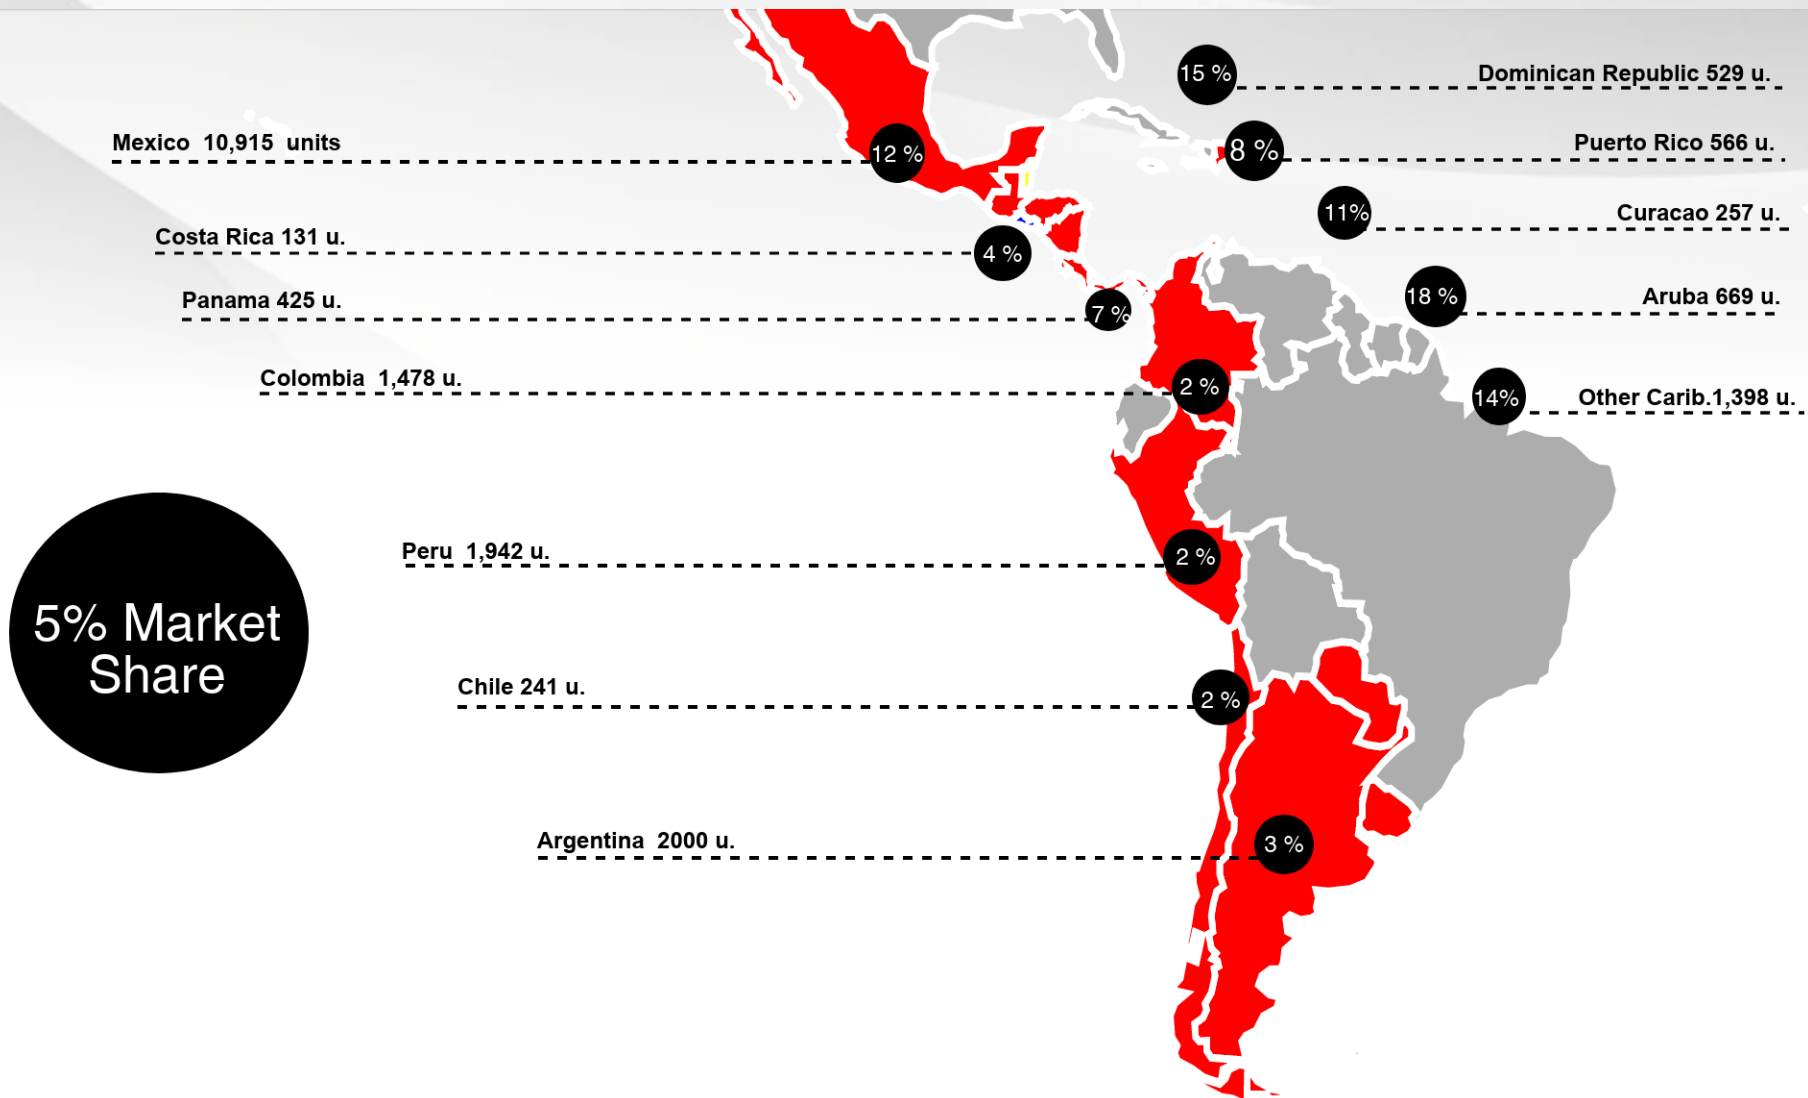 15 %
Dominican Republic 529 u.
Mexico  10,915  units
12 %
8 %
Puerto Rico 566 u.
11%
Curacao 257 u.
Costa Rica 131 u.
4 %
Panama 425 u.
7 %
18 %
Aruba 669 u.
Colombia  1,478 u.
2 %
14%
Other Carib.1,398 u.
Peru  1,942 u.
2 %
5% Market
Share
Chile 241 u.
2 %
Argentina  2000 u.
3 %